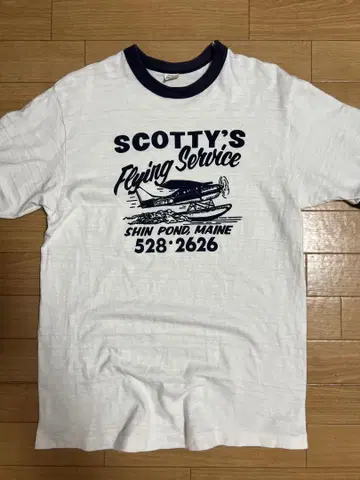 SCOTTY'S
Flying Service
SHIN POND, MAINE
528・2626